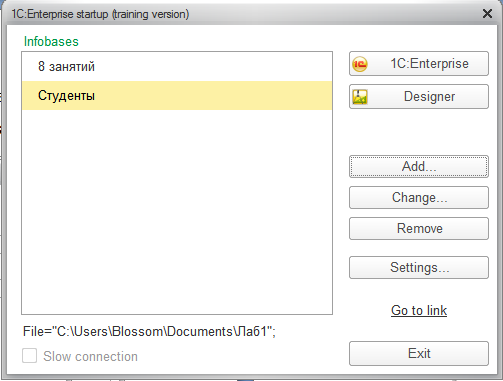 1C:Enterprise startup (training version)
Infobases
8 занятий
Студенты
1C:Enterprise
Designer
Add...
Change...
Remove
Settings...
Go to link
File="C:\Users\Blossom\Documents\Лаб1";
Slow connection
Exit